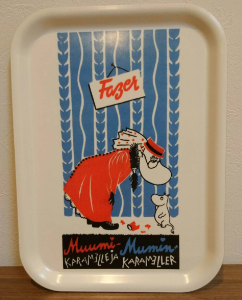 Fazer
Muumi- Mumin-
KARAMELLEJA KARAMELLER